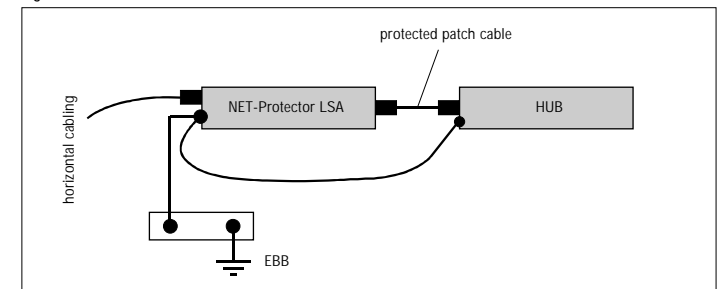 protected patch cable
NET-Protector LSA
HUB
horizontal cabling
EBB